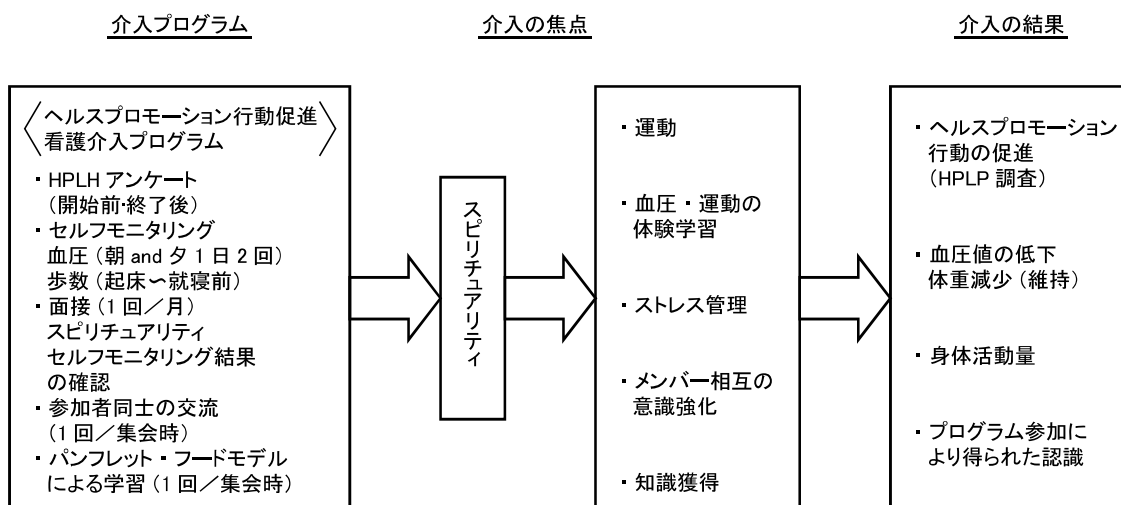 介入プログラム
介入の焦点
介入の結果
〈ヘルスプロモーション行動促進
看護介入プログラム〉
・HPLH アンケート
(開始前・終了後)
・セルフモニタリング
血圧 (朝 and 夕 1 日 2 回)
歩数 (起床～就寝前)
・面接 (1 回／月)
スピリチュアリティ
セルフモニタリング結果
の確認
・参加者同士の交流
(1 回／集会時)
・パンフレット・フードモデル
による学習 (1 回／集会時)
スピリチュアリティ
・運動
・血圧・運動の
体験学習
・ストレス管理
・メンバー相互の
意識強化
・知識獲得
・ヘルスプロモーション
行動の促進
(HPLP 調査)
・血圧値の低下
体重減少 (維持)
・身体活動量
・プログラム参加に
より得られた認識